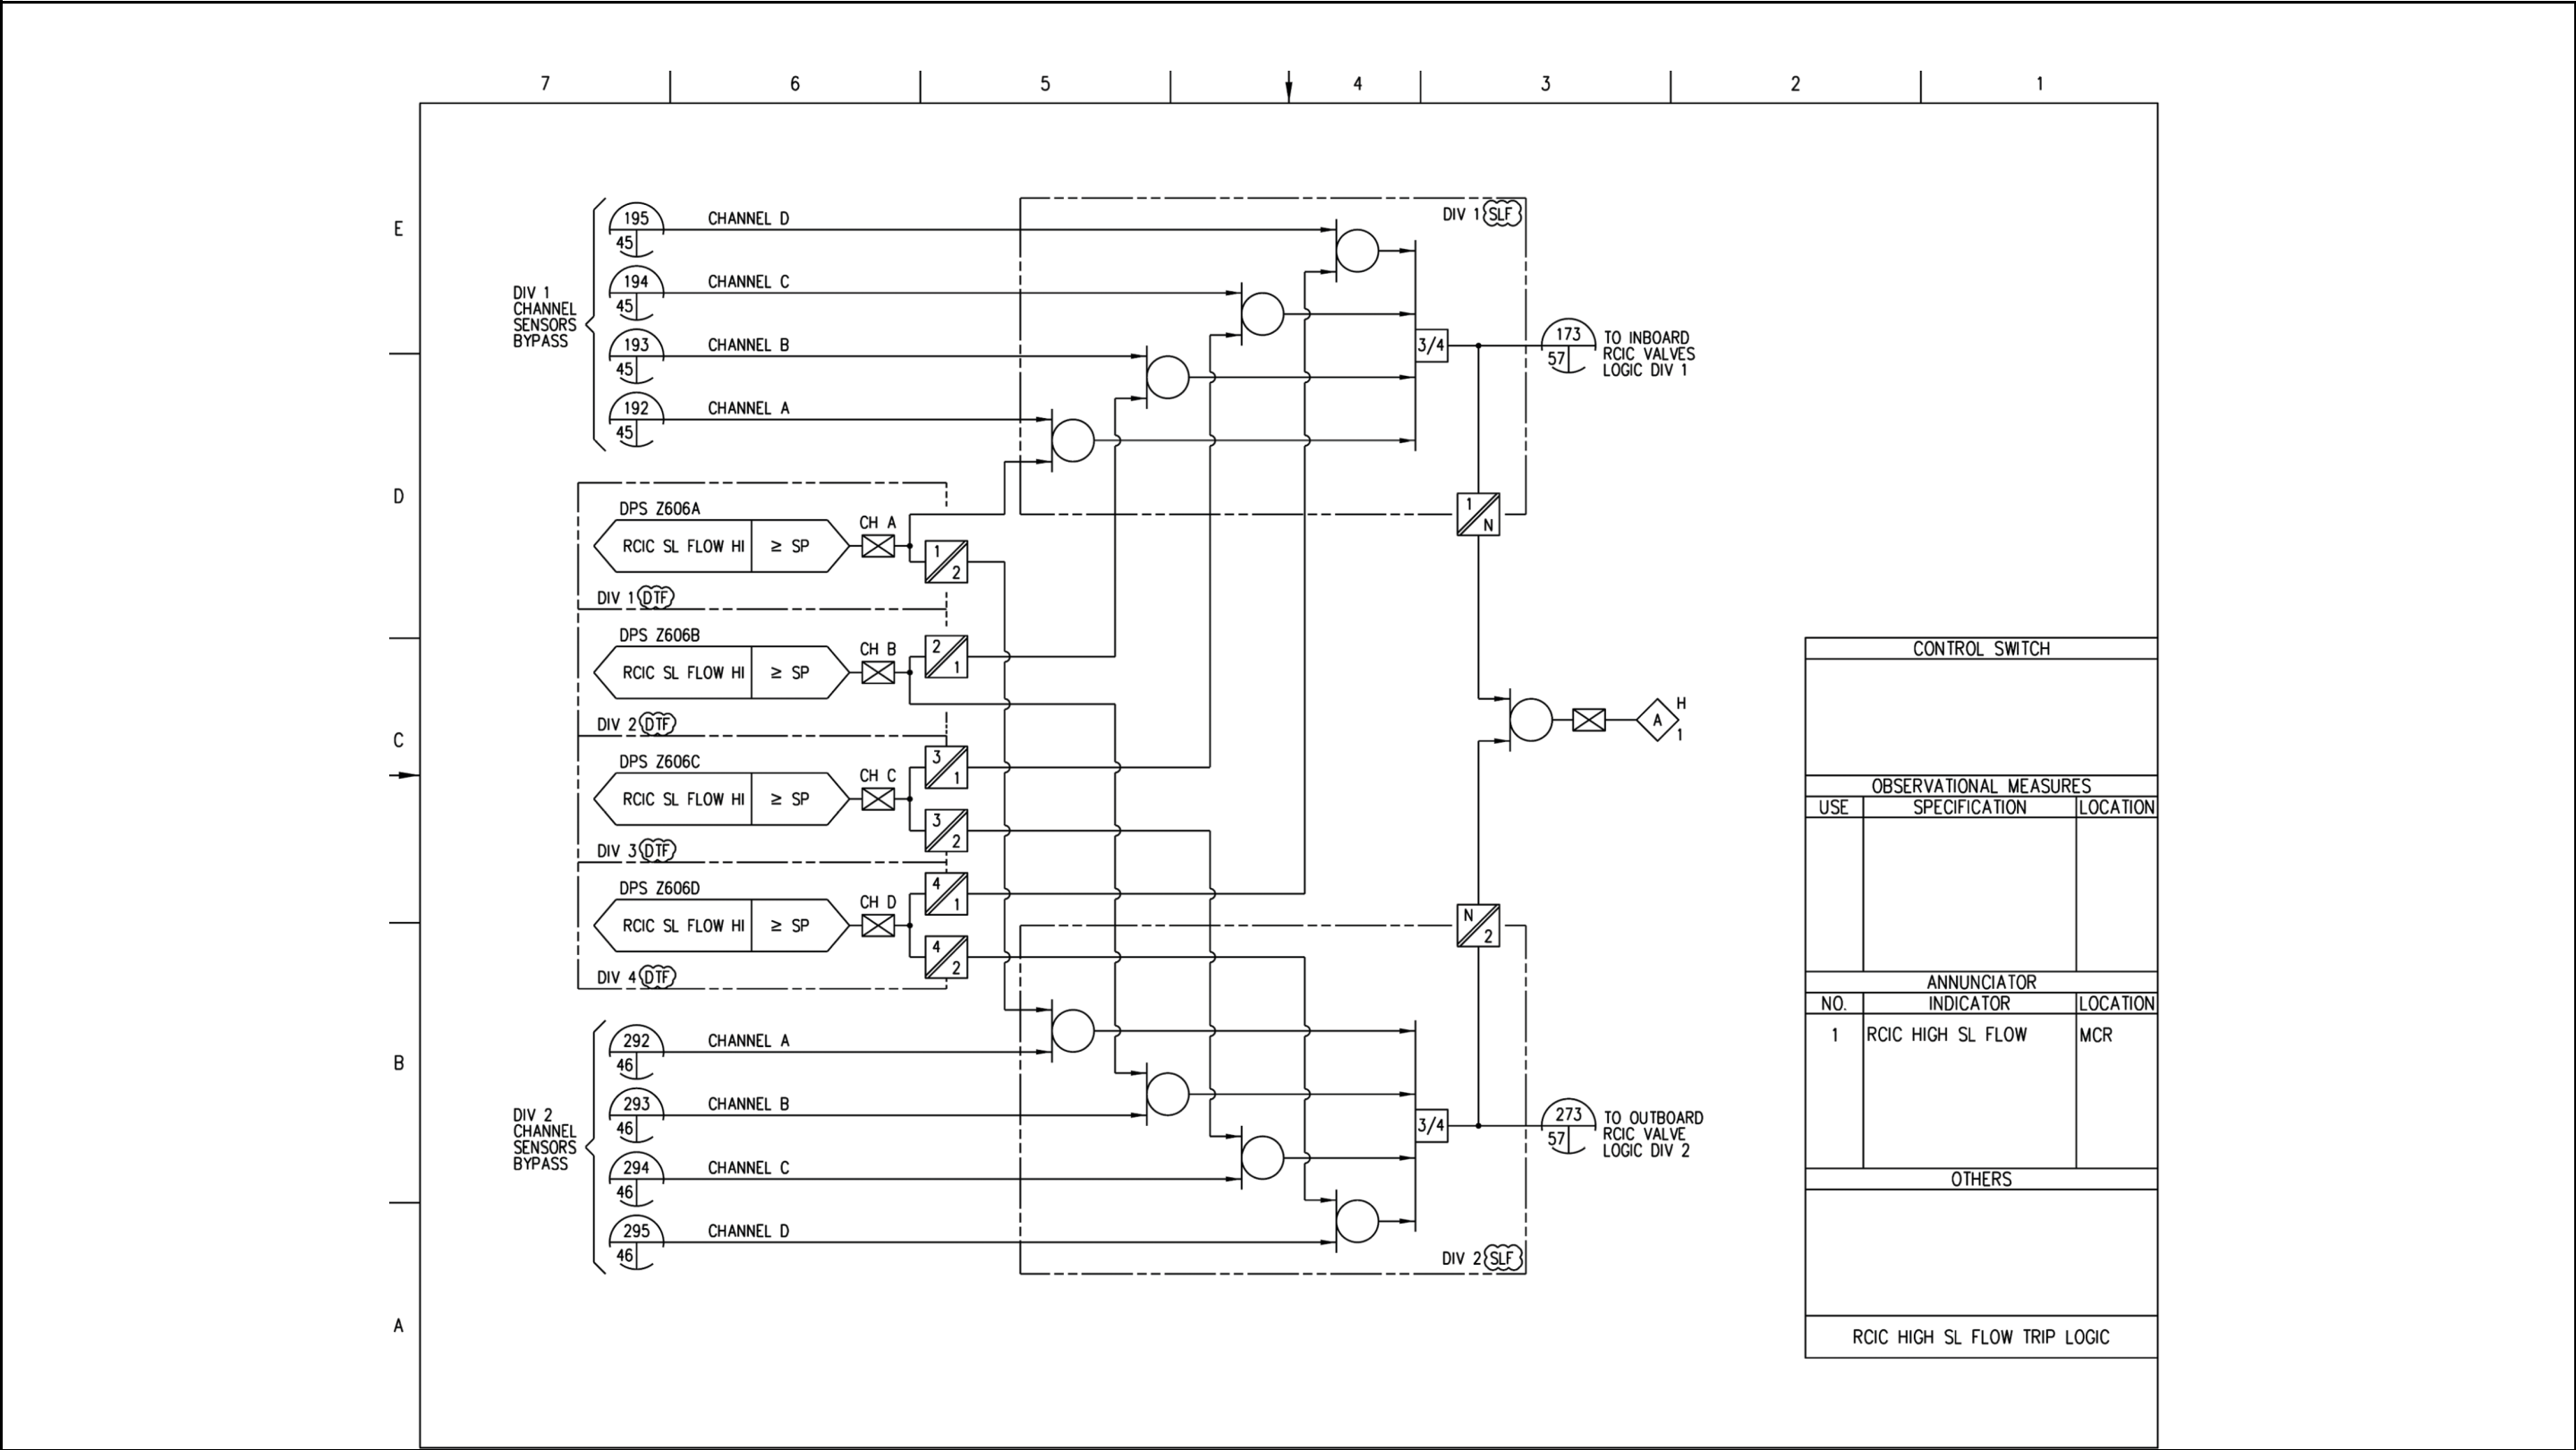 7 6 5 4 3 2 1
E
D
C
B
A
DIV 1
CHANNEL
SENSORS
BYPASS
195
45
CHANNEL D
194
45
CHANNEL C
193
45
CHANNEL B
192
45
CHANNEL A
DIV 1 SLF
3/4
173
57
TO INBOARD
RCIC VALVES
LOGIC DIV 1
1
N
DPS Z606A
RCIC SL FLOW HI ≥ SP
CH A
1
2
DIV 1 DTF
DPS Z606B
RCIC SL FLOW HI ≥ SP
CH B
2
1
DIV 2 DTF
DPS Z606C
RCIC SL FLOW HI ≥ SP
CH C
3
1
3
2
DIV 3 DTF
DPS Z606D
RCIC SL FLOW HI ≥ SP
CH D
4
1
4
2
DIV 4 DTF
A
H
1
N
2
DIV 2
CHANNEL
SENSORS
BYPASS
292
46
CHANNEL A
293
46
CHANNEL B
294
46
CHANNEL C
295
46
CHANNEL D
3/4
273
57
TO OUTBOARD
RCIC VALVE
LOGIC DIV 2
DIV 2 SLF
CONTROL SWITCH
OBSERVATIONAL MEASURES
USE SPECIFICATION LOCATION
ANNUNCIATOR
NO. INDICATOR LOCATION
1 RCIC HIGH SL FLOW MCR
OTHERS
RCIC HIGH SL FLOW TRIP LOGIC